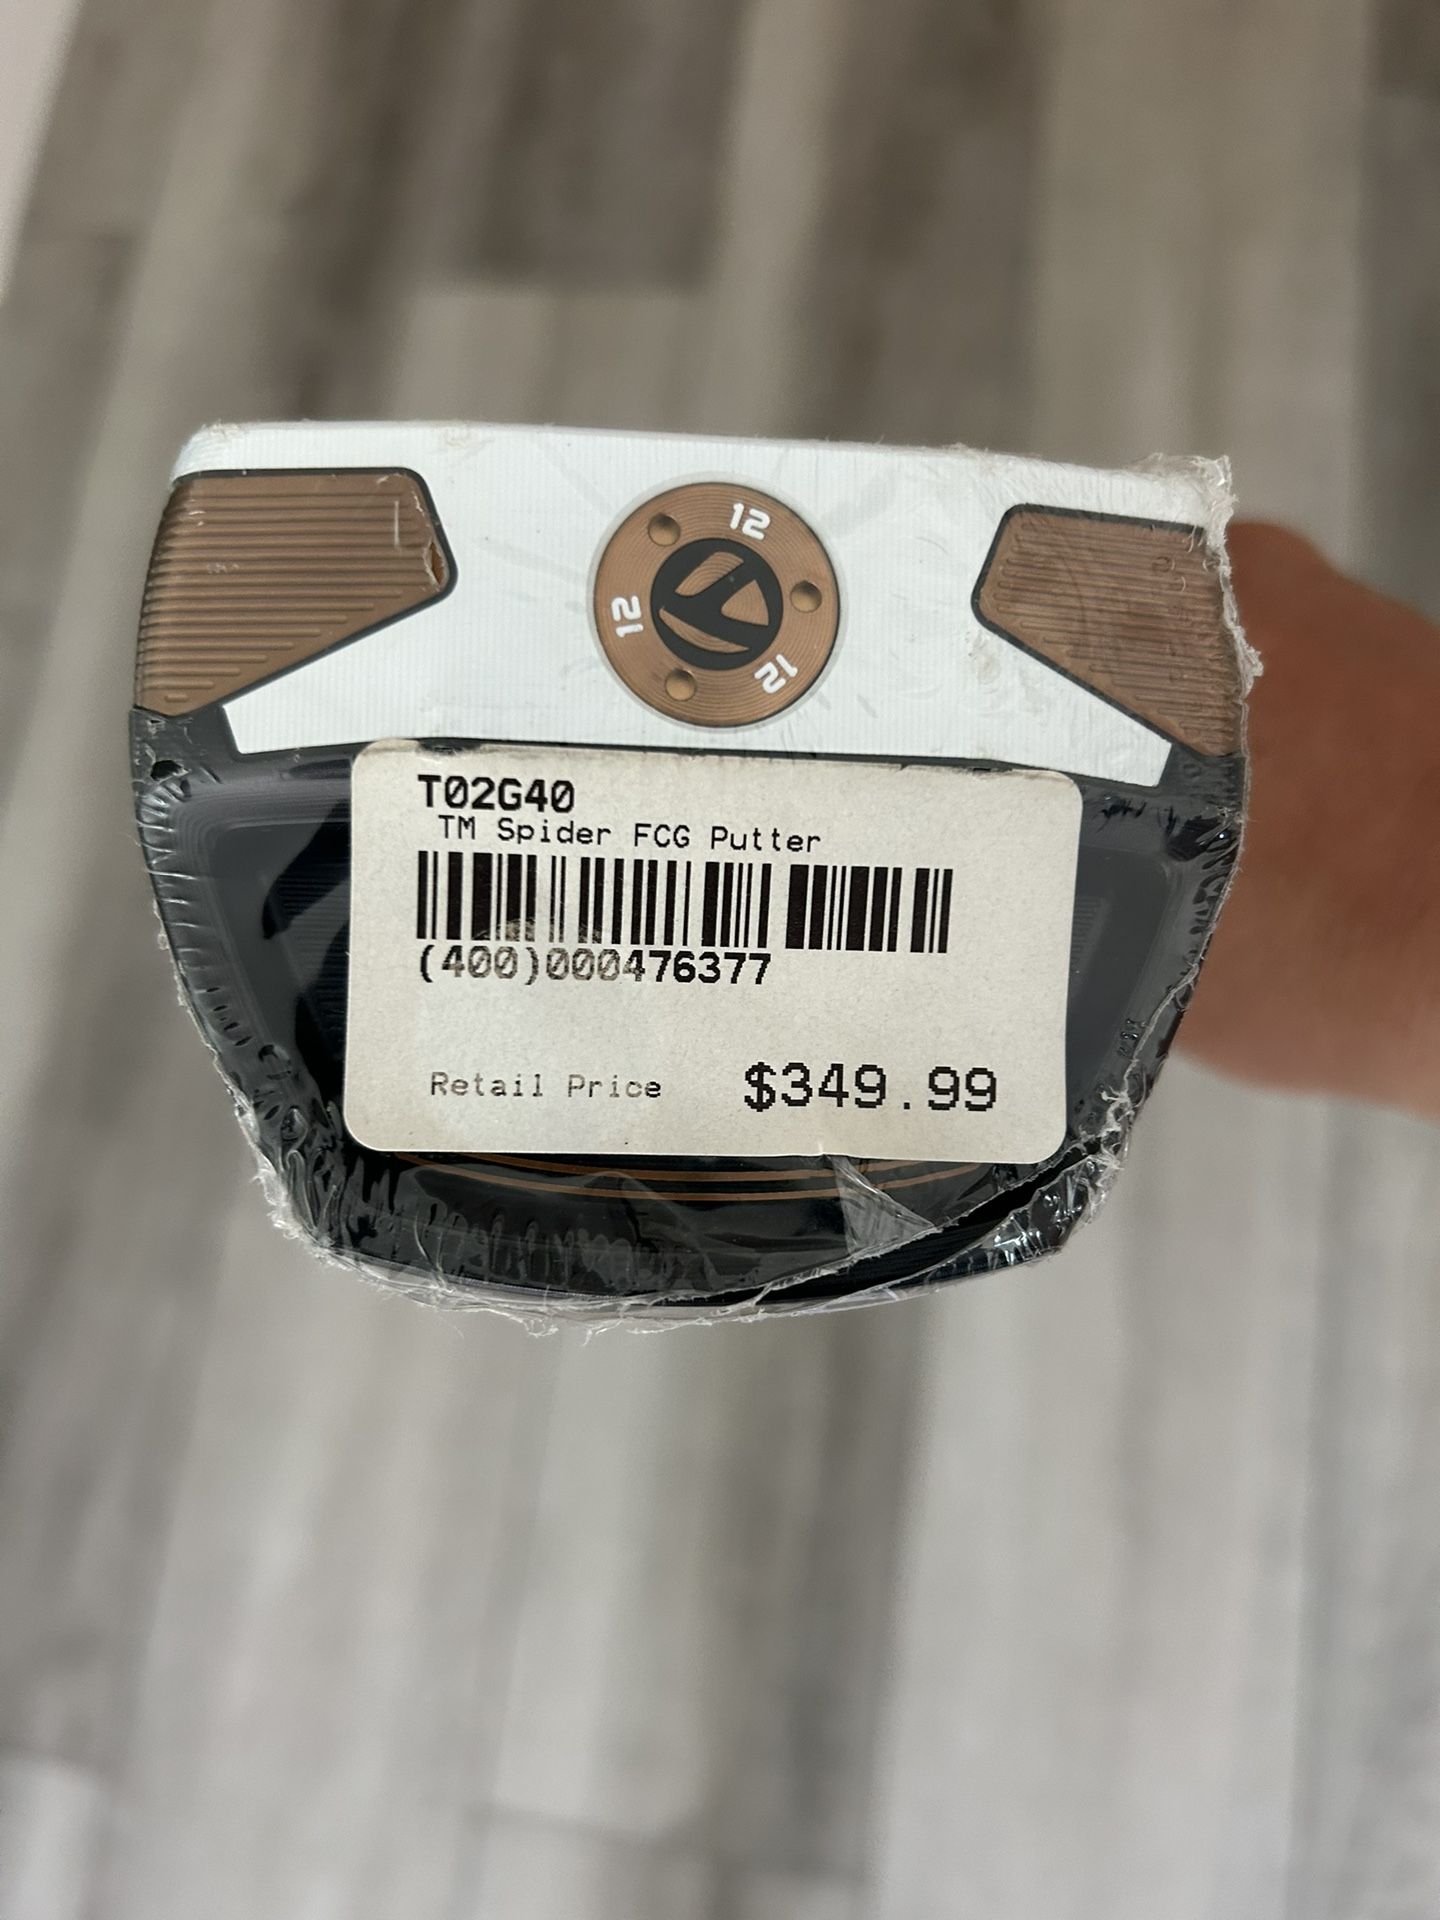 12
12
12
T02G40
TM Spider FCG Putter
(400)000476377
Retail Price $349.99